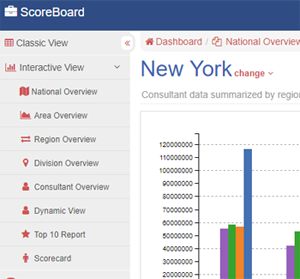 ScoreBoard
Classic View
«
Dashboard / National Overview
Interactive View
National Overview
Area Overview
Region Overview
Division Overview
Consultant Overview
Dynamic View
Top 10 Report
Scorecard
New York change
Consultant data summarized by regio
120000000
110000000
100000000
90000000
80000000
70000000
60000000
50000000
40000000
30000000
20000000